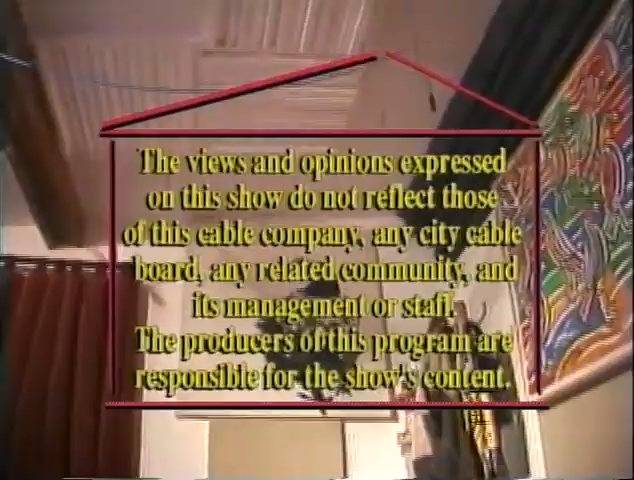 The views and opinions expressed
on this show do not reflect those
of this cable company, any city cable
board, any related community, and
its management or staff.
The producers of this program are
responsible for the show's content.